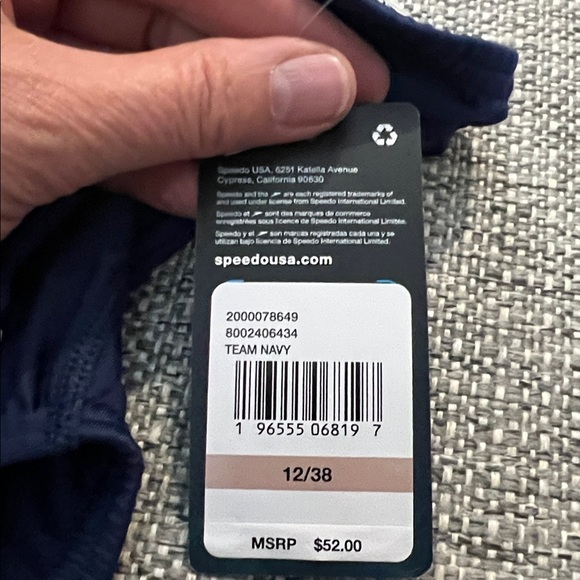 Speedo USA, 6251 Katella Avenue
Cypress, California 90630
Speedo and the are each registered trademarks of
and used under license from Speedo International Limited.
Speedo et sont des marques de commerce
enregistrées sous licence de Speedo International Limitée.
Speedo y el son marcas registradas cada una y se
utilizan bajo licencia de Speedo International Limited.
speedousa.com
2000078649
8002406434
TEAM NAVY
1 96555 06819 7
12/38
MSRP $52.00